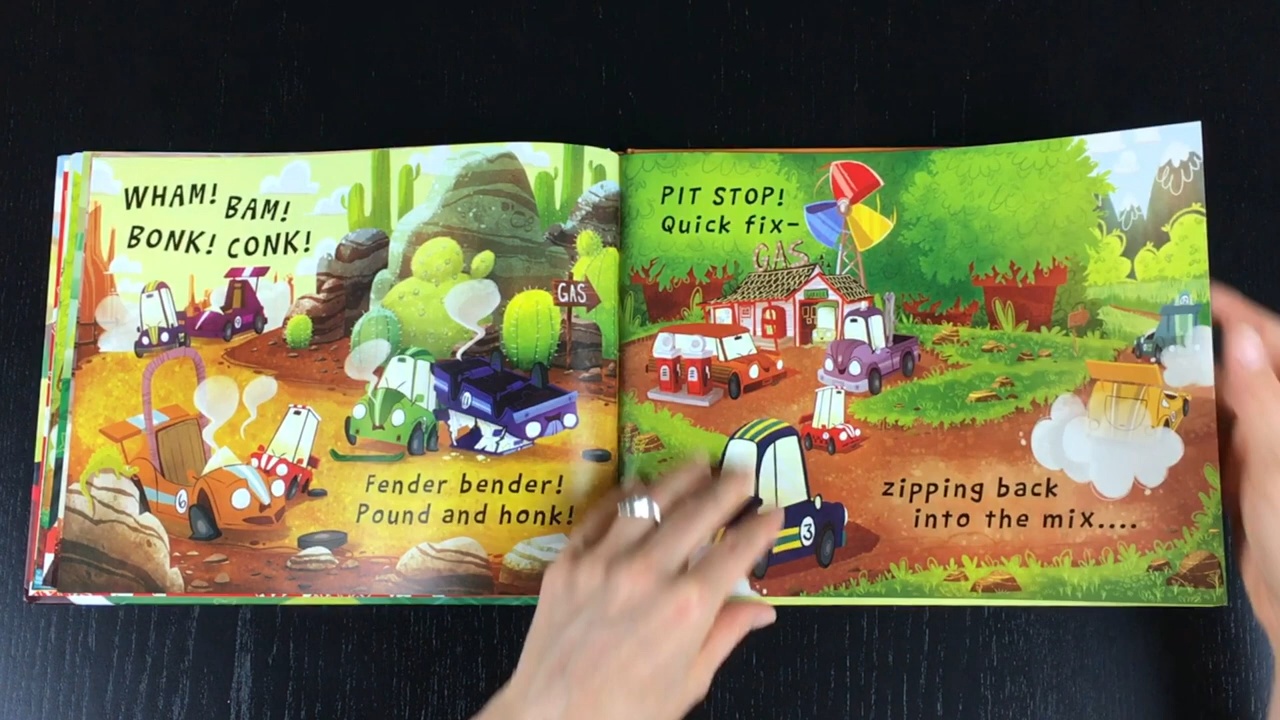 WHAM! BAM!
BONK! CONK!
GAS
6
Fender bender!
Pound and honk!
PIT STOP!
Quick fix-
GAS
3
zipping back
into the mix....